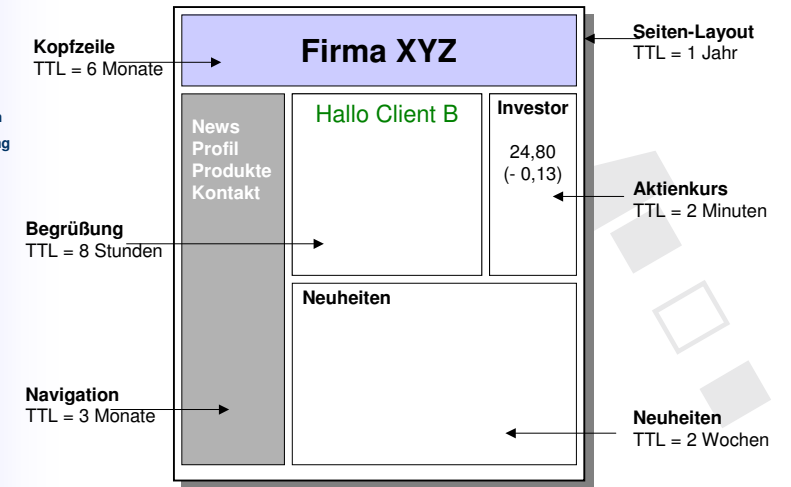 Kopfzeile
TTL = 6 Monate
Firma XYZ
Seiten-Layout
TTL = 1 Jahr
News
Profil
Produkte
Kontakt
Hallo Client B
Investor
24,80
(- 0,13)
Aktienkurs
TTL = 2 Minuten
Begrüßung
TTL = 8 Stunden
Neuheiten
Navigation
TTL = 3 Monate
Neuheiten
TTL = 2 Wochen